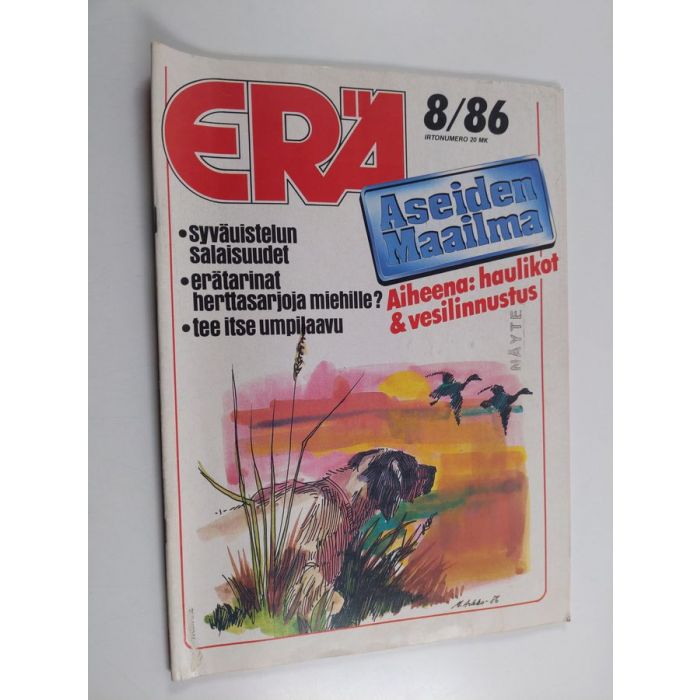 ERÄ
8/86
IRTONUMERO 20 MK
Aseiden
Maailma
Aiheena: haulikot
& vesilinnustus
•syväuistelun
salaisuudet
•erätarinat
herttasarjoja miehille?
•tee itse umpilaavu
NÄYTE